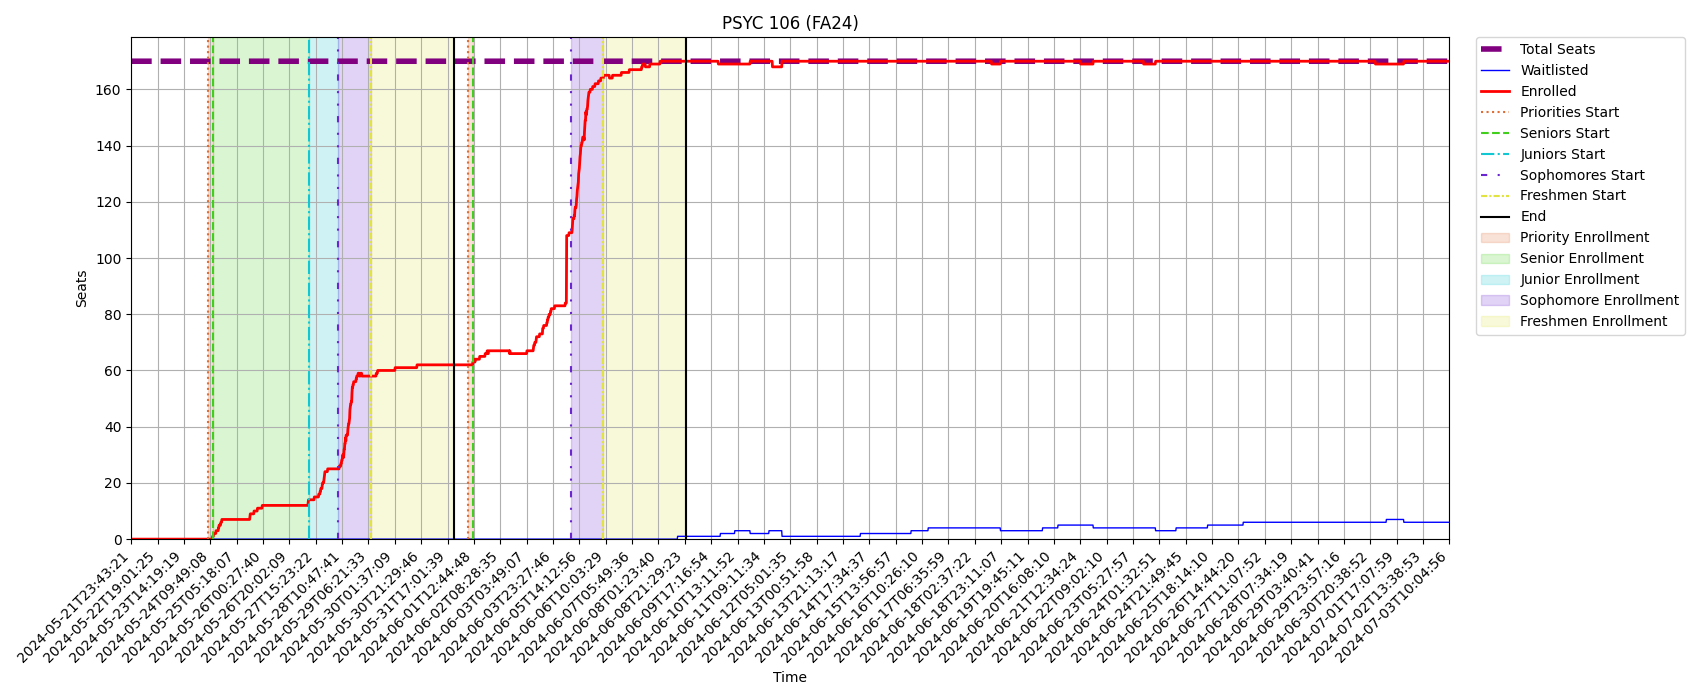 PSYC 106 (FA24)
Total Seats
Waitlisted
Enrolled
Priorities Start
Seniors Start
Juniors Start
Sophomores Start
Freshmen Start
End
Priority Enrollment
Senior Enrollment
Junior Enrollment
Sophomore Enrollment
Freshmen Enrollment
Seats
160
140
120
100
80
60
40
20
0
2024-05-21T23:43:21
2024-05-22T19:01:25
2024-05-23T14:19:19
2024-05-24T09:49:08
2024-05-25T05:18:07
2024-05-26T00:27:40
2024-05-26T20:02:09
2024-05-27T15:23:22
2024-05-28T10:47:41
2024-05-29T06:21:33
2024-05-30T01:37:09
2024-05-30T21:29:46
2024-05-31T17:01:39
2024-06-01T12:44:48
2024-06-02T08:28:35
2024-06-03T03:49:07
2024-06-03T23:27:46
2024-06-05T14:12:56
2024-06-06T10:03:29
2024-06-07T05:49:36
2024-06-08T01:23:40
2024-06-08T21:29:23
2024-06-09T17:16:54
2024-06-10T13:11:52
2024-06-11T09:11:34
2024-06-12T05:01:35
2024-06-13T00:51:58
2024-06-13T21:13:17
2024-06-14T17:34:37
2024-06-15T13:56:57
2024-06-16T10:26:10
2024-06-17T06:35:59
2024-06-18T02:37:22
2024-06-18T23:11:07
2024-06-19T19:45:11
2024-06-20T16:08:10
2024-06-21T12:34:24
2024-06-22T09:02:10
2024-06-23T05:27:57
2024-06-24T01:32:51
2024-06-24T21:49:45
2024-06-25T18:14:10
2024-06-26T14:44:20
2024-06-27T11:07:52
2024-06-28T07:34:19
2024-06-29T03:40:41
2024-06-29T23:57:16
2024-06-30T20:38:52
2024-07-01T17:07:59
2024-07-02T13:38:53
2024-07-03T10:04:56
Time